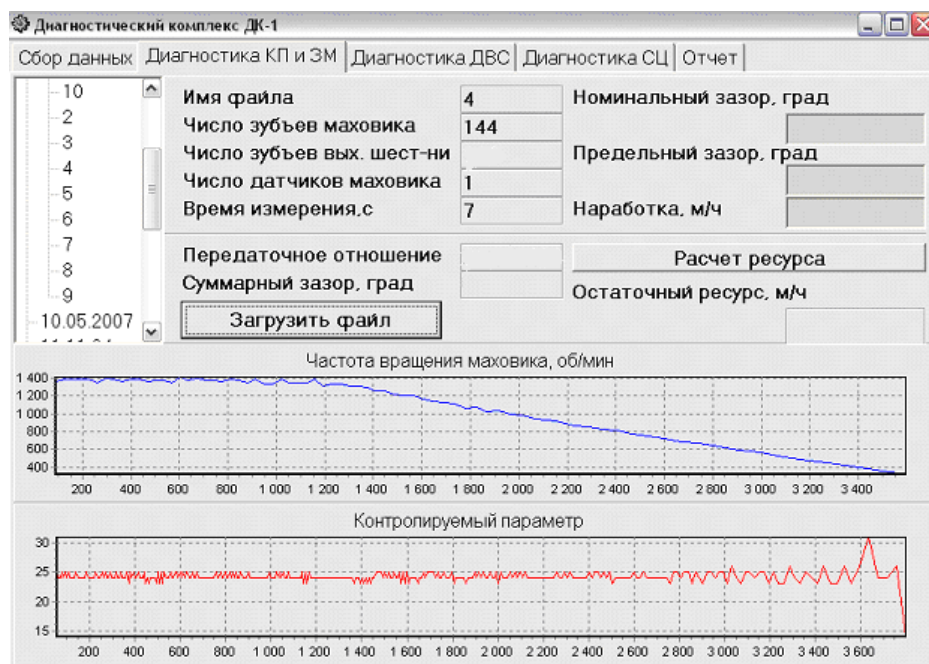 Диагностический комплекс ДК-1
Сбор данных Диагностика КП и ЗМ Диагностика ДВС Диагностика СЦ Отчет
10
2
3
4
5
6
7
8
9
10.05.2007
Имя файла 4
Число зубъев маховика 144
Число зубъев вых. шест-ни
Число датчиков маховика 1
Время измерения,с 7
Номинальный зазор, град
Предельный зазор, град
Наработка, м/ч
Передаточное отношение
Суммарный зазор, град
Загрузить файл
Расчет ресурса
Остаточный ресурс, м/ч
Частота вращения маховика, об/мин
1 400
1 200
1 000
800
600
400
200 400 600 800 1 000 1 200 1 400 1 600 1 800 2 000 2 200 2 400 2 600 2 800 3 000 3 200 3 400
Контролируемый параметр
30
25
20
15
200 400 600 800 1 000 1 200 1 400 1 600 1 800 2 000 2 200 2 400 2 600 2 800 3 000 3 200 3 400 3 600